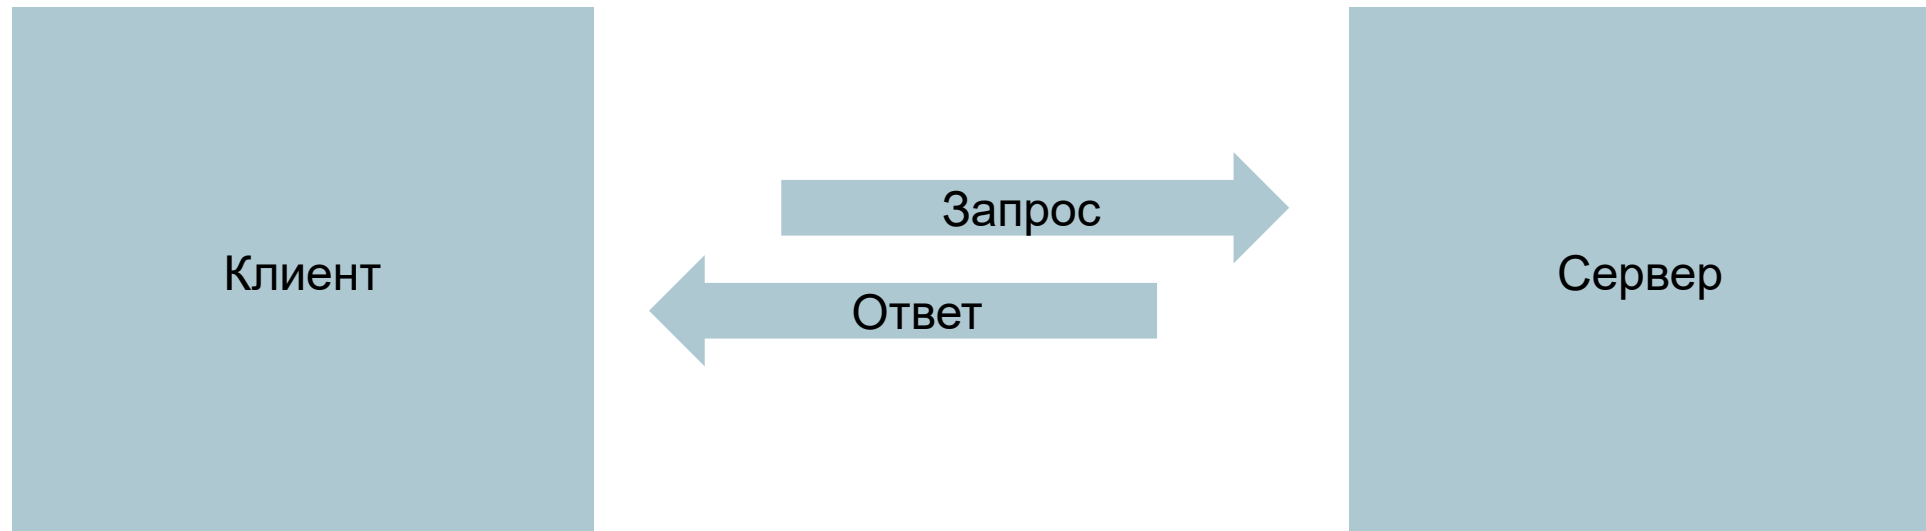 Клиент
Запрос
Ответ
Сервер